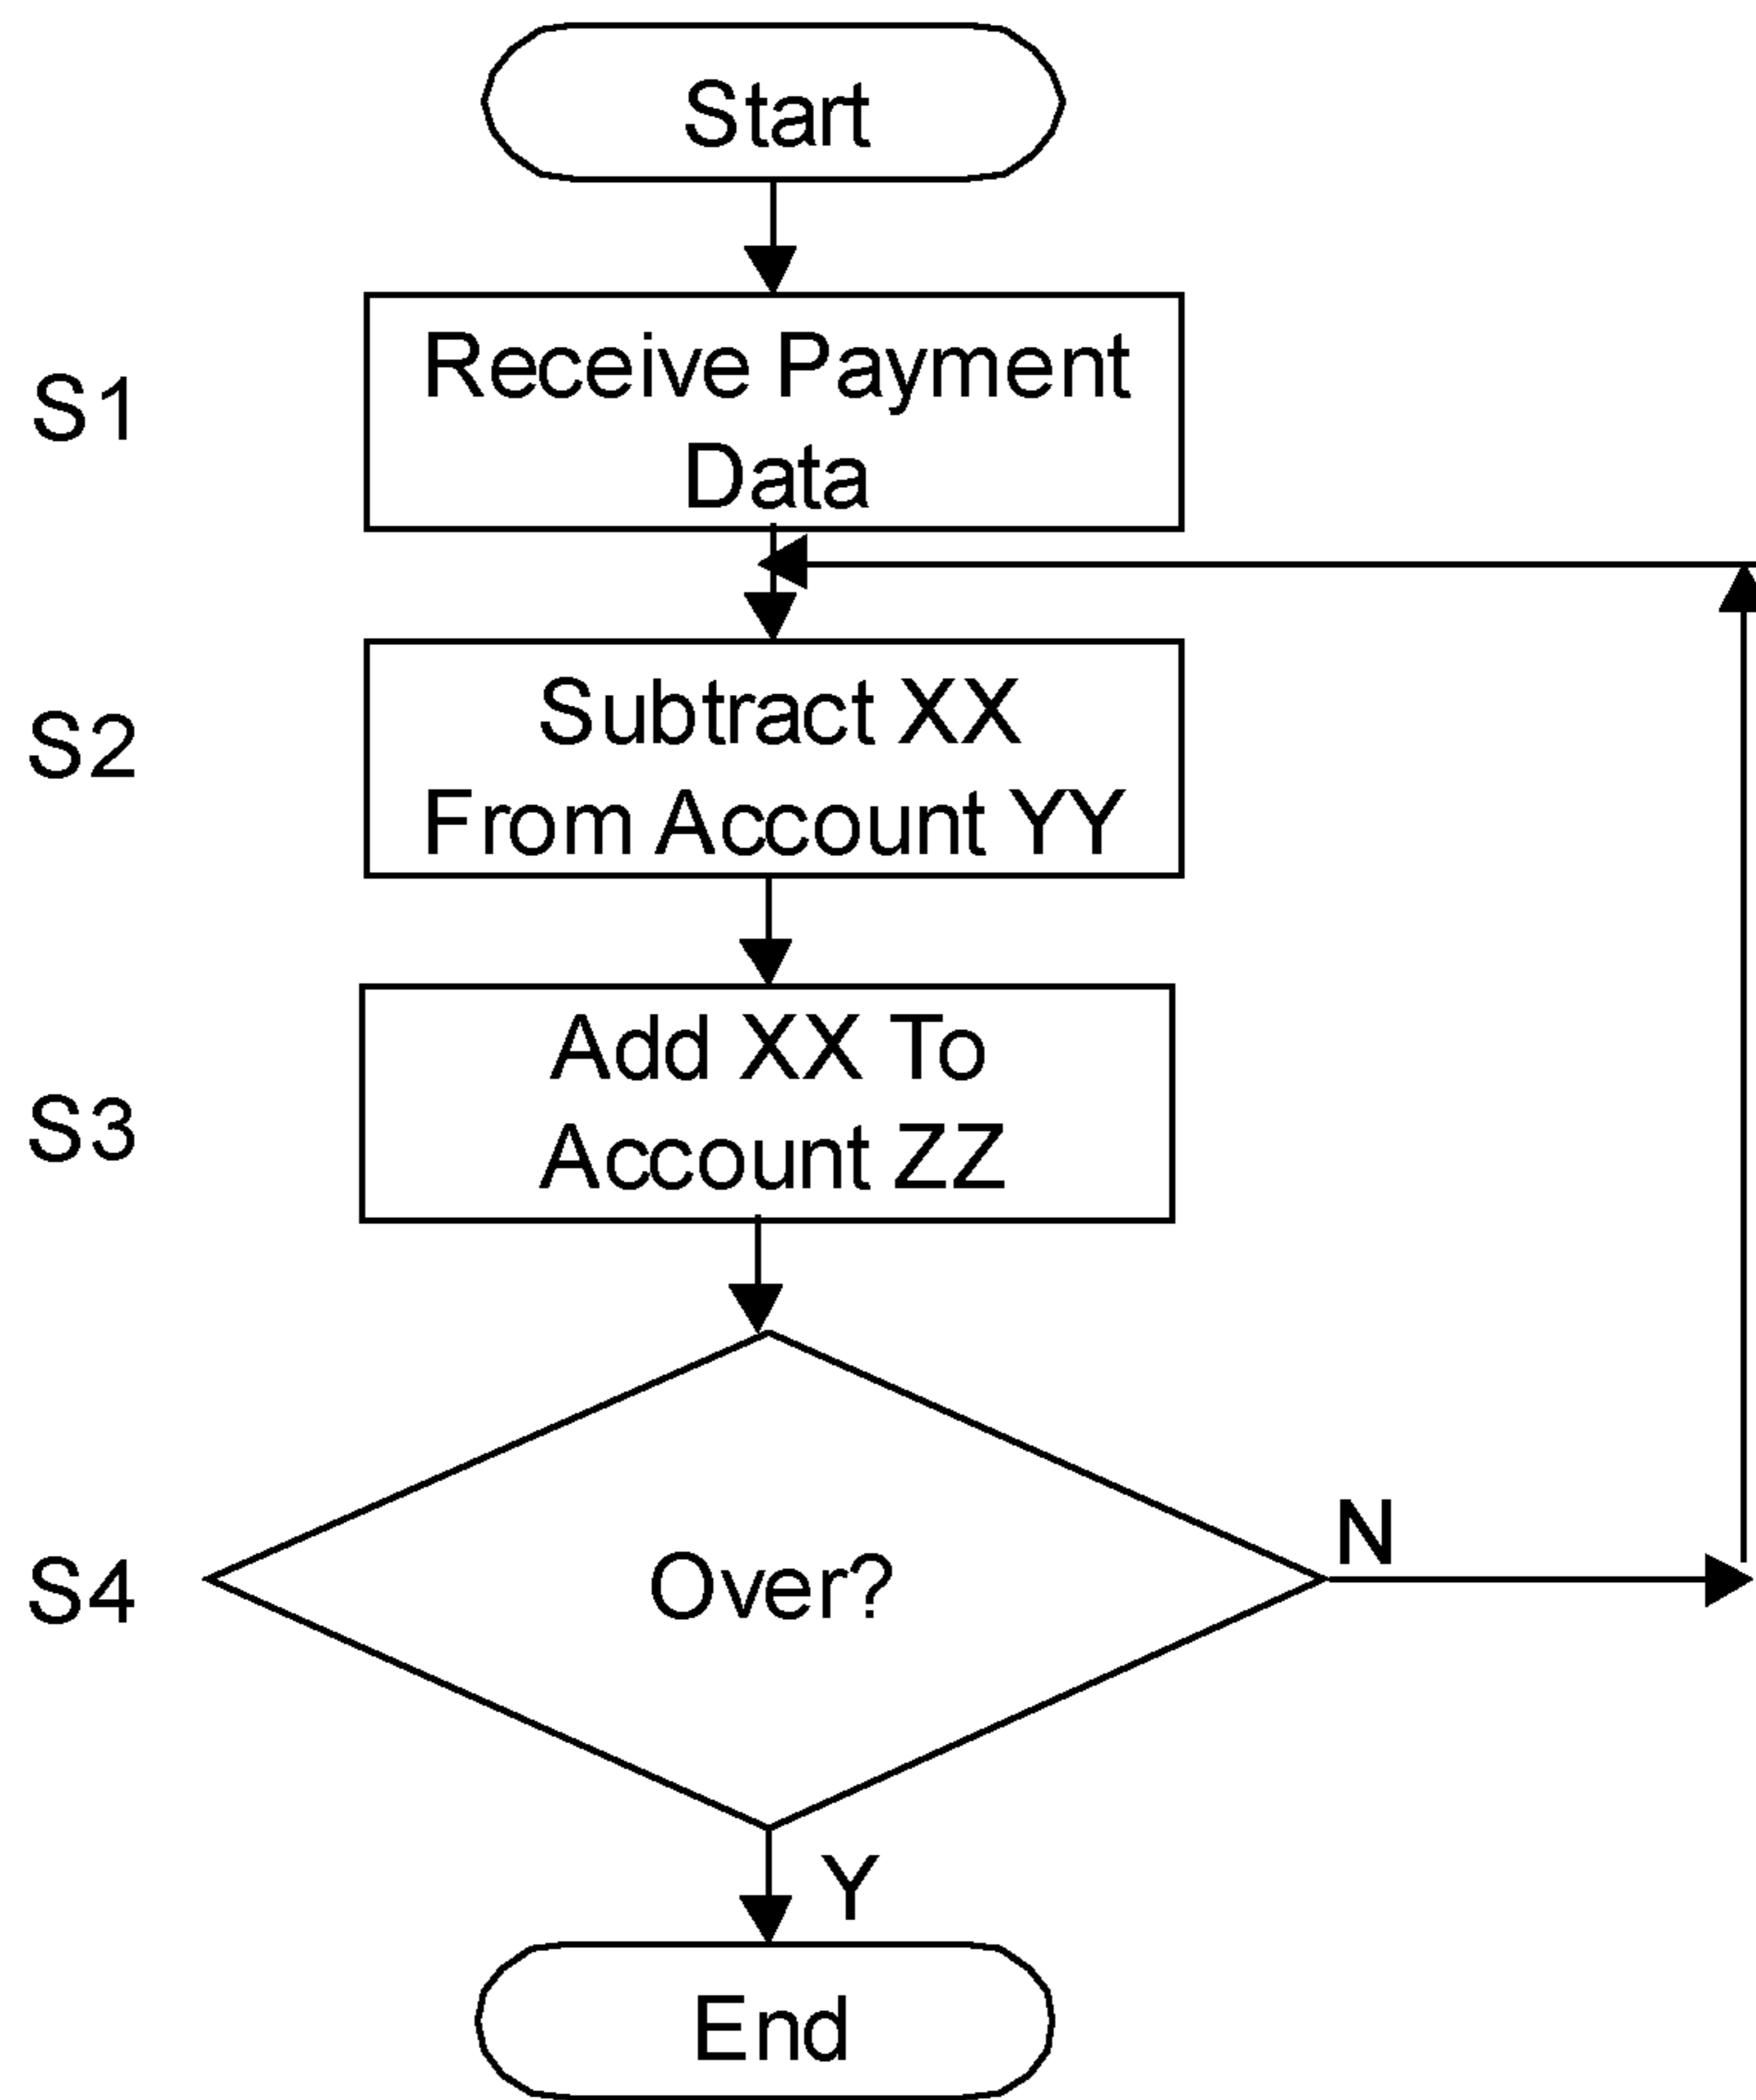 Start
S1
Receive Payment
Data
S2
Subtract XX
From Account YY
S3
Add XX To
Account ZZ
S4
Over?
N
Y
End